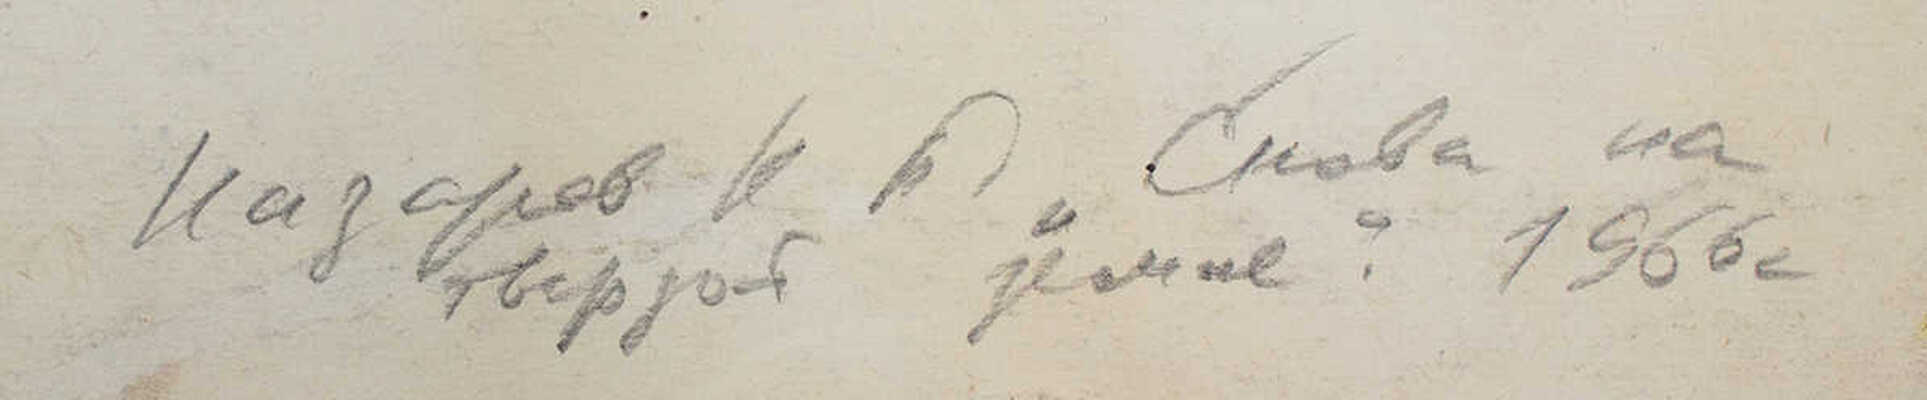 Назаров К П „Снова на
твердой земле" 1966г